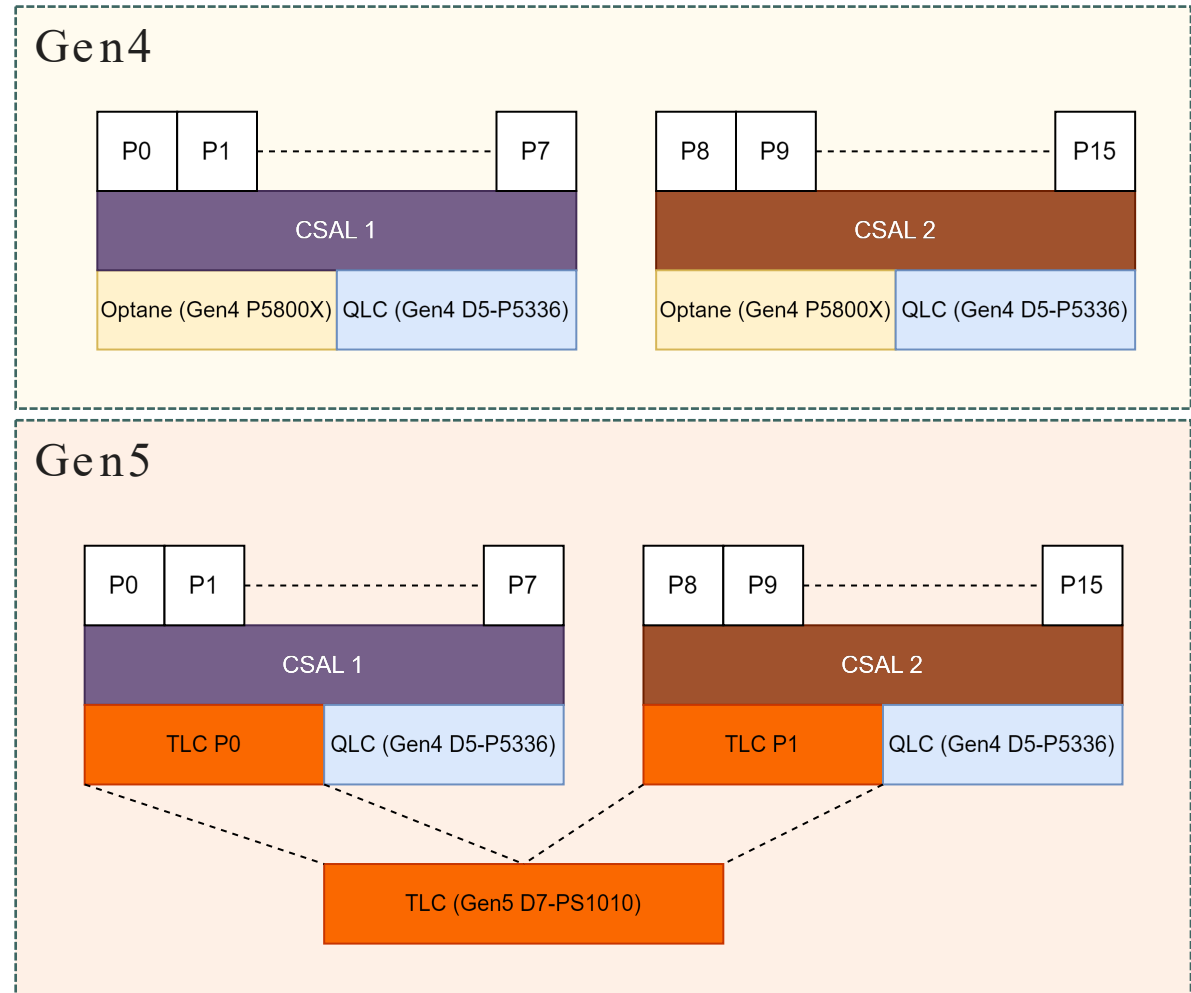 Gen4
P0 P1 P7 P8 P9 P15
CSAL 1 CSAL 2
Optane (Gen4 P5800X) QLC (Gen4 D5-P5336) Optane (Gen4 P5800X) QLC (Gen4 D5-P5336)
Gen5
P0 P1 P7 P8 P9 P15
CSAL 1 CSAL 2
TLC P0 QLC (Gen4 D5-P5336) TLC P1 QLC (Gen4 D5-P5336)
TLC (Gen5 D7-PS1010)